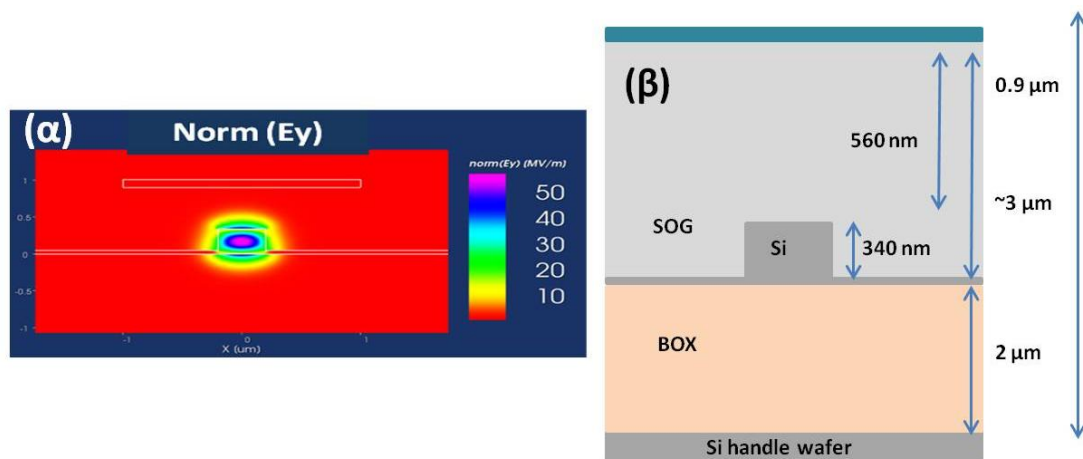 (α)
Norm (Ey)
norm(Ey) (MV/m)
50
40
30
20
10
1
0.5
0
-0.5
-1
-1
0
1
X (um)
(β)
0.9 μm
560 nm
~3 μm
SOG
Si
340 nm
BOX
2 μm
Si handle wafer